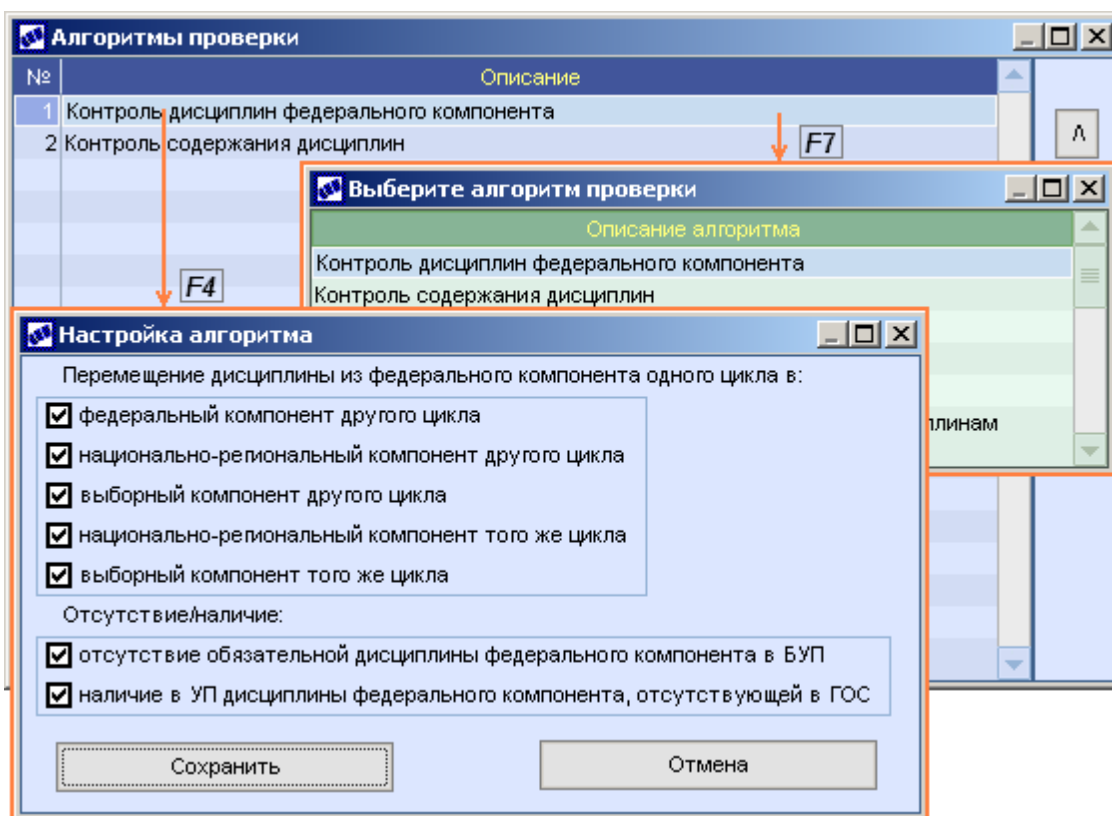 Алгоритмы проверки
№ Описание
1 Контроль дисциплин федерального компонента
2 Контроль содержания дисциплин
F7
Λ
Выберите алгоритм проверки
Описание алгоритма
Контроль дисциплин федерального компонента
Контроль содержания дисциплин
F4
Настройка алгоритма
Перемещение дисциплины из федерального компонента одного цикла в:
федеральный компонент другого цикла
национально-региональный компонент другого цикла
выборный компонент другого цикла
национально-региональный компонент того же цикла
выборный компонент того же цикла
Отсутствие/наличие:
отсутствие обязательной дисциплины федерального компонента в БУП
наличие в УП дисциплины федерального компонента, отсутствующей в ГОС
Сохранить Отмена